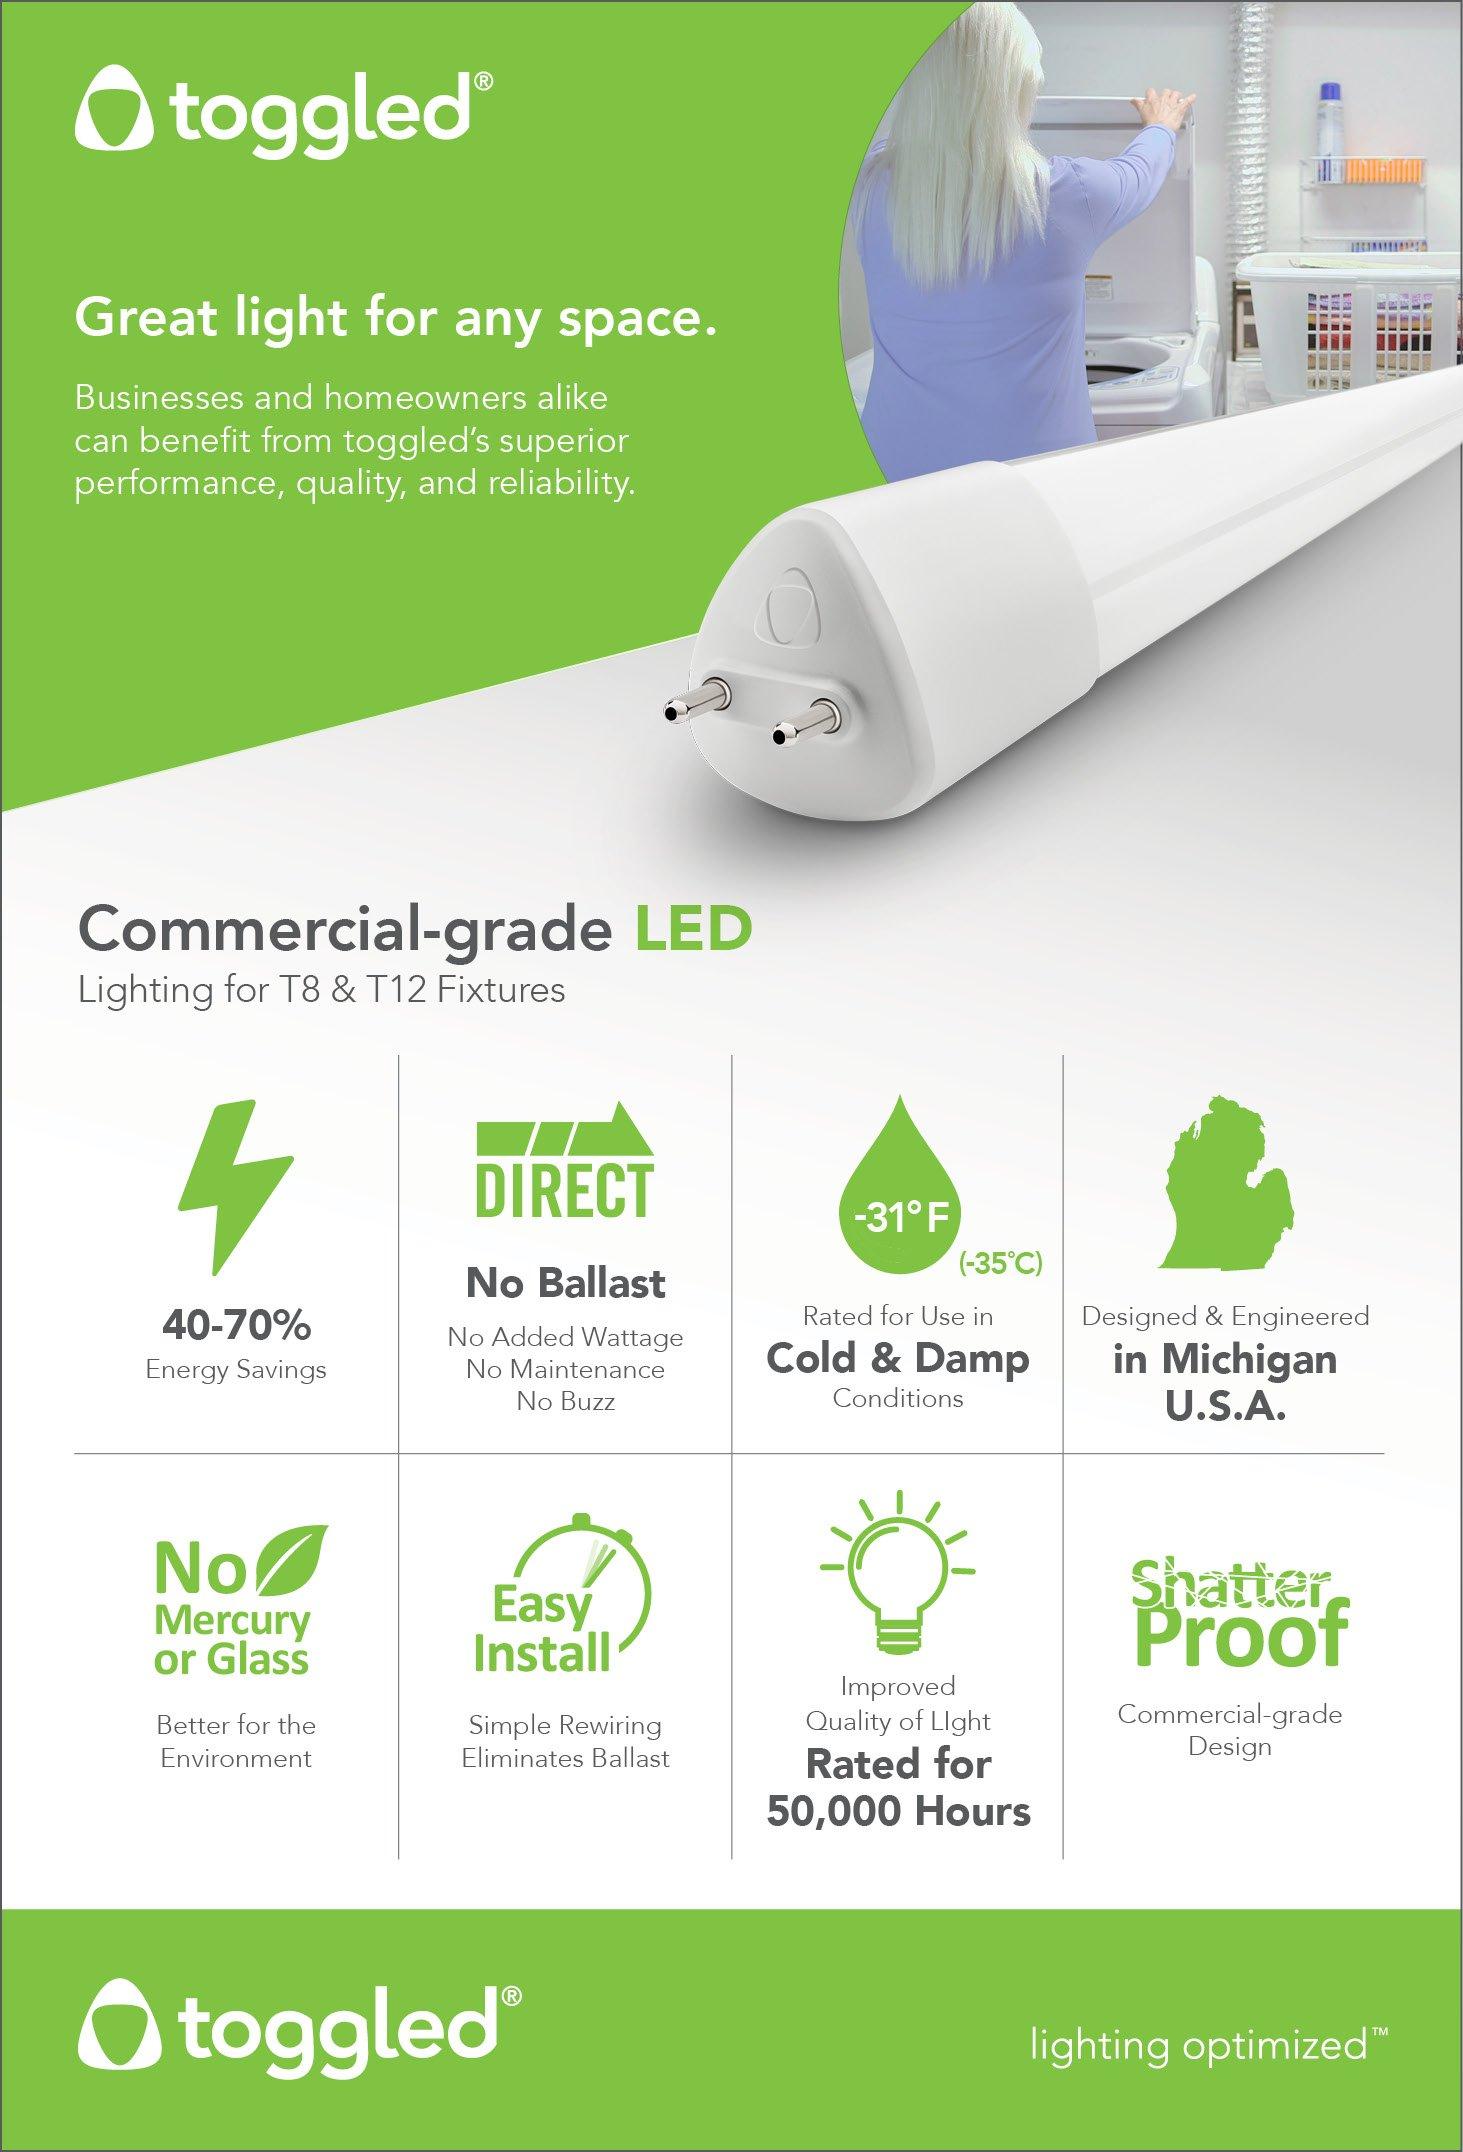 toggled®
Great light for any space.
Businesses and homeowners alike
can benefit from toggled's superior
performance, quality, and reliability.
Commercial-grade LED
Lighting for T8 & T12 Fixtures
40-70%
Energy Savings
DIRECT
No Ballast
No Added Wattage
No Maintenance
No Buzz
-31° F
(-35°C)
Rated for Use in
Cold & Damp
Conditions
Designed & Engineered
in Michigan
U.S.A.
No
Mercury
or Glass
Better for the
Environment
Easy
Install
Simple Rewiring
Eliminates Ballast
Improved
Quality of LIght
Rated for
50,000 Hours
Shatter
Proof
Commercial-grade
Design
toggled®
lighting optimized™